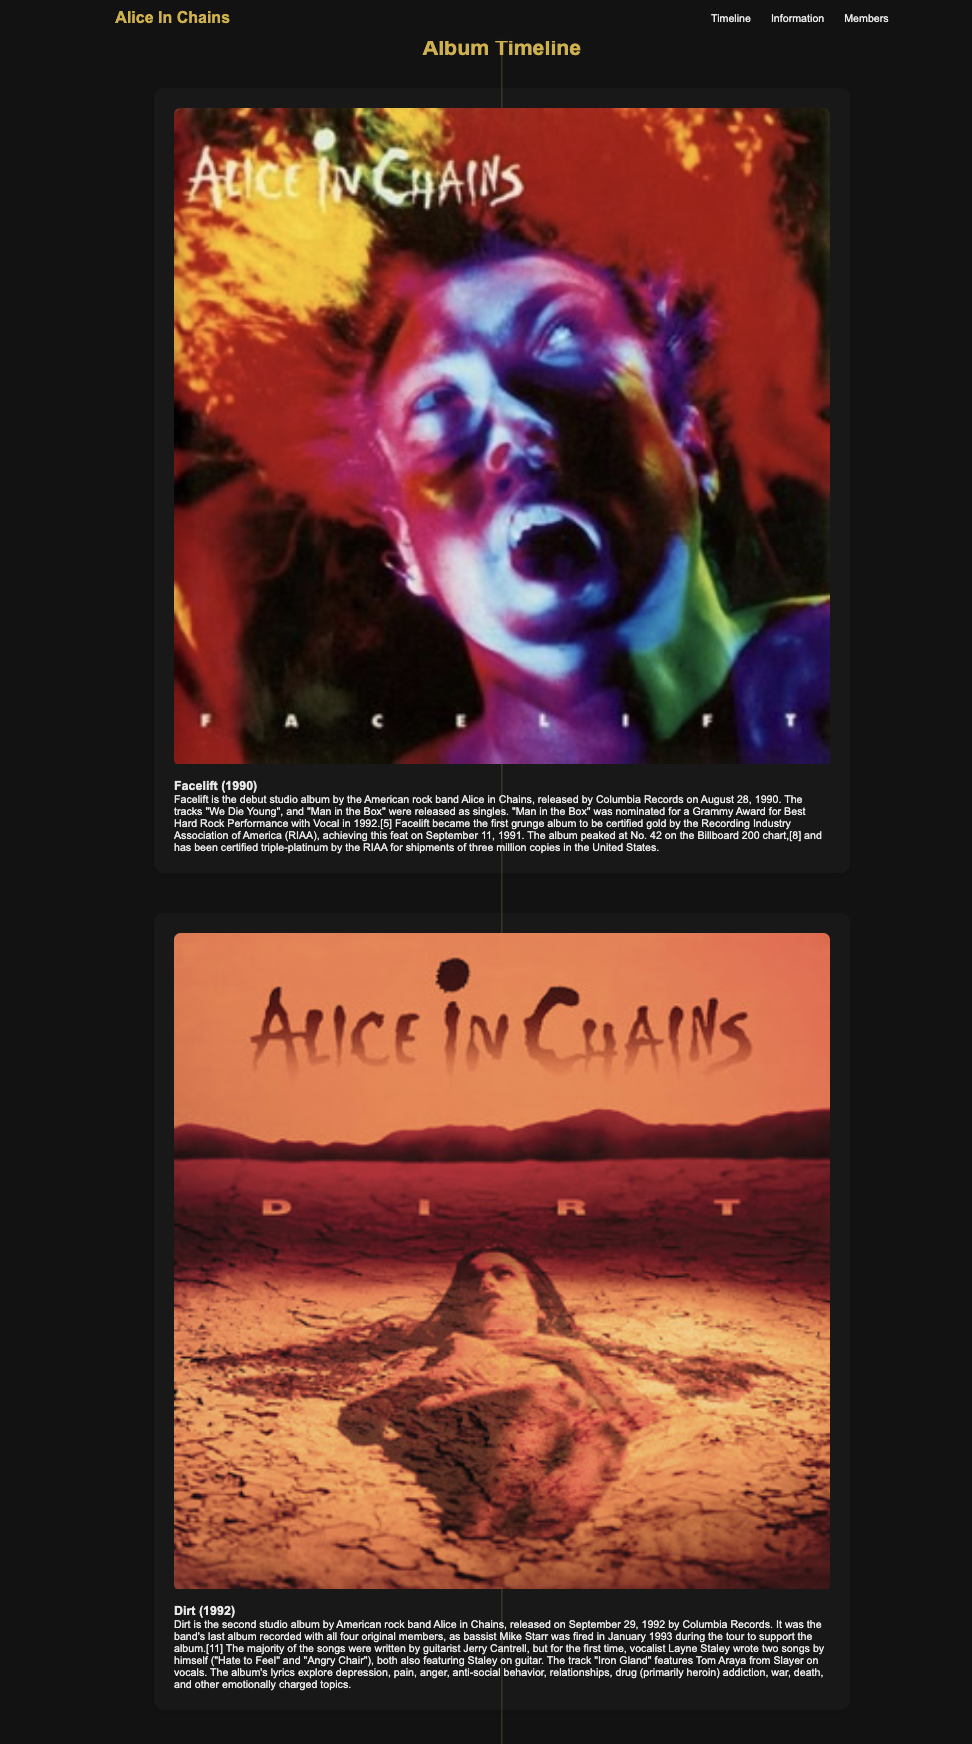 Alice In Chains
Timeline Information Members
Album Timeline
ALICE IN CHAINS
FACELIFT
Facelift (1990)
Facelift is the debut studio album by the American rock band Alice in Chains, released by Columbia Records on August 28, 1990. The
tracks "We Die Young", and "Man in the Box" were released as singles. "Man in the Box" was nominated for a Grammy Award for Best
Hard Rock Performance with Vocal in 1992.[5] Facelift became the first grunge album to be certified gold by the Recording Industry
Association of America (RIAA), achieving this feat on September 11, 1991. The album peaked at No. 42 on the Billboard 200 chart,[8] and
has been certified triple-platinum by the RIAA for shipments of three million copies in the United States.
ALICE IN CHAINS
DIRT
Dirt (1992)
Dirt is the second studio album by American rock band Alice in Chains, released on September 29, 1992 by Columbia Records. It was the
band's last album recorded with all four original members, as bassist Mike Starr was fired in January 1993 during the tour to support the
album.[11] The majority of the songs were written by guitarist Jerry Cantrell, but for the first time, vocalist Layne Staley wrote two songs by
himself ("Hate to Feel" and "Angry Chair"), both also featuring Staley on guitar. The track "Iron Gland" features Tom Araya from Slayer on
vocals. The album's lyrics explore depression, pain, anger, anti-social behavior, relationships, drug (primarily heroin) addiction, war, death,
and other emotionally charged topics.